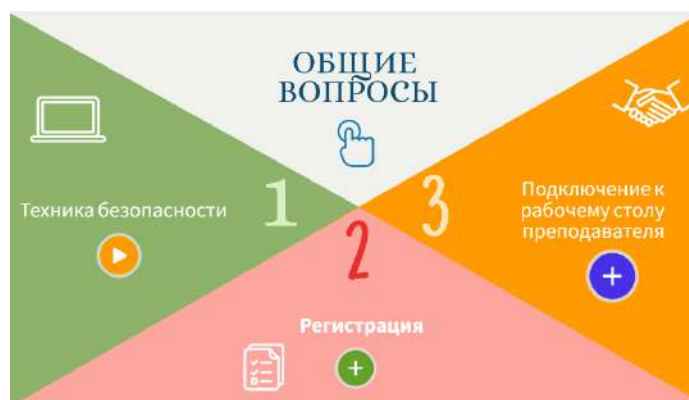 ОБЩИЕ
ВОПРОСЫ
1
Техника безопасности
2
Регистрация
3
Подключение к
рабочему столу
преподавателя